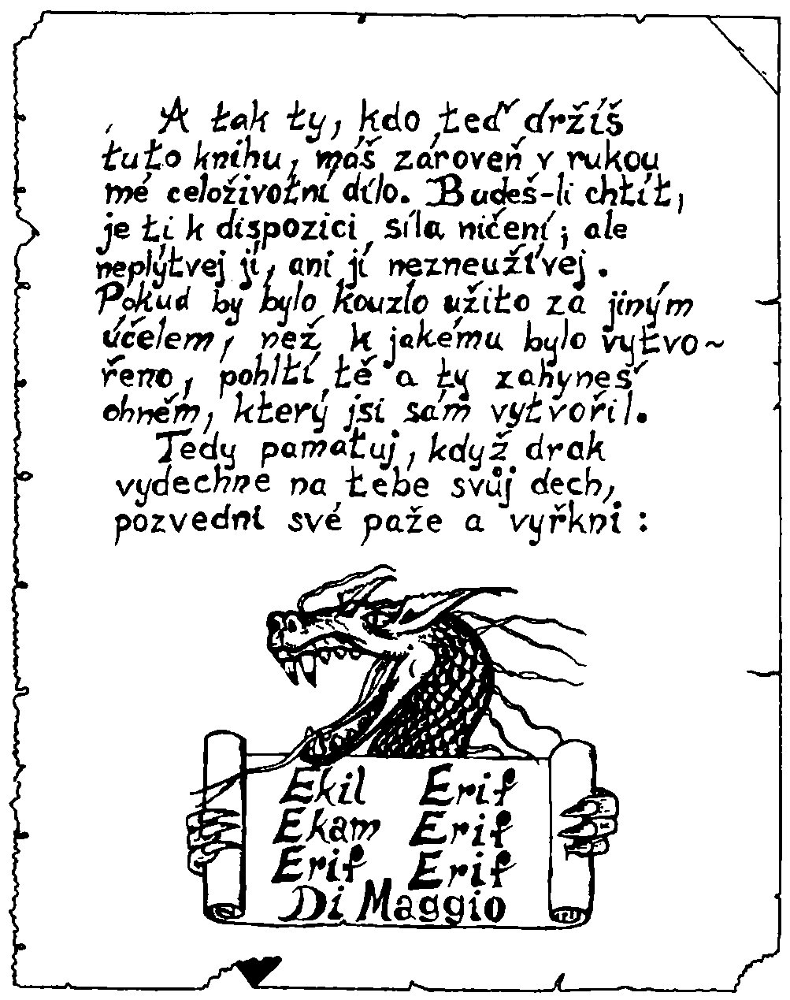 A tak ty, kdo teď držíš
tuto knihu, máš zároveň v rukou
mé celoživotní dílo. Budeš-li chtít,
je ti k dispozici síla ničení; ale
neplýtvej jí, ani jí nezneužívej.
Pokud by bylo kouzlo užito za jiným
účelem, než k jakému bylo vytvo~
řeno, pohltí tě a ty zahyneš
ohněm, který jsi sám vytvořil.
Tedy pamatuj, když drak
vydechne na tebe svůj dech,
pozvedni své paže a vyřkni:
Ekil Erif
Ekam Erif
Erif Erif
Di Maggio